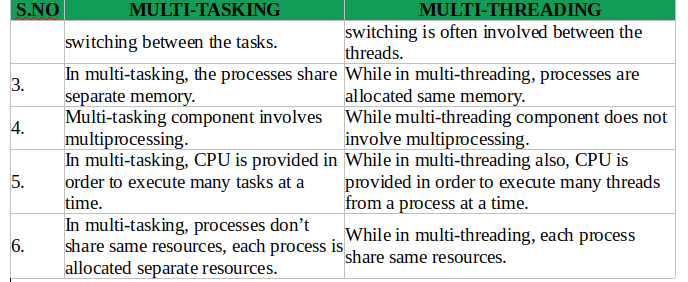 S.NO MULTI-TASKING MULTI-THREADING
switching between the tasks.
switching is often involved between the
threads.
3.
In multi-tasking, the processes share
separate memory.
While in multi-threading, processes are
allocated same memory.
4.
Multi-tasking component involves
multiprocessing.
While multi-threading component does not
involve multiprocessing.
5.
In multi-tasking, CPU is provided in
order to execute many tasks at a
time.
While in multi-threading also, CPU is
provided in order to execute many threads
from a process at a time.
6.
In multi-tasking, processes don’t
share same resources, each process is
allocated separate resources.
While in multi-threading, each process
share same resources.